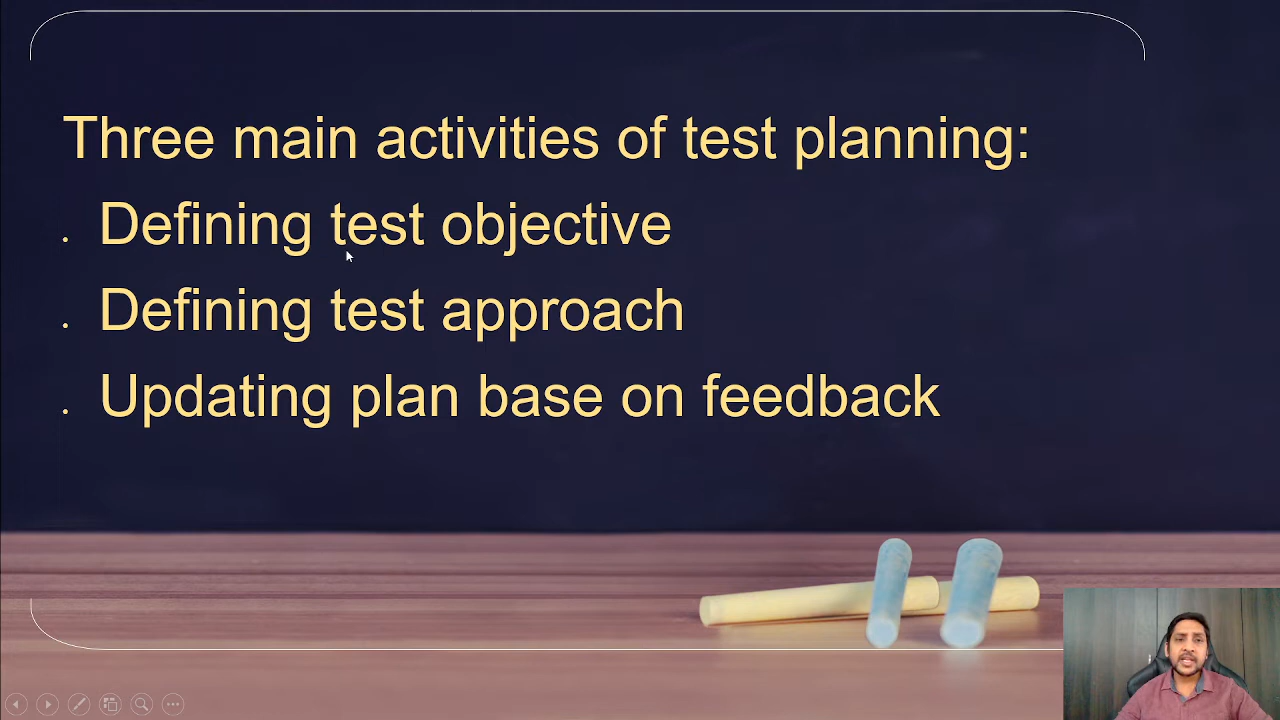 Three main activities of test planning:
. Defining test objective
. Defining test approach
. Updating plan base on feedback